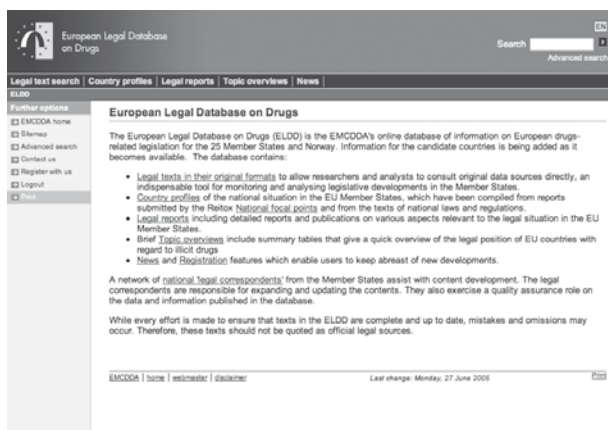 European Legal Database
on Drugs
EN
Search
Advanced search
Legal text search | Country profiles | Legal reports | Topic overviews | News |
ELDD
Further options
EMCDDA home
Sitemap
Advanced search
Contact us
Register with us
Logout
Print
European Legal Database on Drugs
The European Legal Database on Drugs (ELDD) is the EMCDDA's online database of information on European drugs-
related legislation for the 25 Member States and Norway. Information for the candidate countries is being added as it
becomes available. The database contains:
• Legal texts in their original formats to allow researchers and analysts to consult original data sources directly, an
indispensable tool for monitoring and analysing legislative developments in the Member States.
• Country profiles of the national situation in the EU Member States, which have been compiled from reports
submitted by the Reitox National focal points and from the texts of national laws and regulations.
• Legal reports including detailed reports and publications on various aspects relevant to the legal situation in the EU
Member States.
• Brief Topic overviews include summary tables that give a quick overview of the legal position of EU countries with
regard to illicit drugs
• News and Registration features which enable users to keep abreast of new developments.
A network of national 'legal correspondents' from the Member States assist with content development. The legal
correspondents are responsible for expanding and updating the contents. They also exercise a quality assurance role on
the data and information published in the database.
While every effort is made to ensure that texts in the ELDD are complete and up to date, mistakes and omissions may
occur. Therefore, these texts should not be quoted as official legal sources.
EMCDDA | home | webmaster | disclaimer
Last change: Monday, 27 June 2005
Print